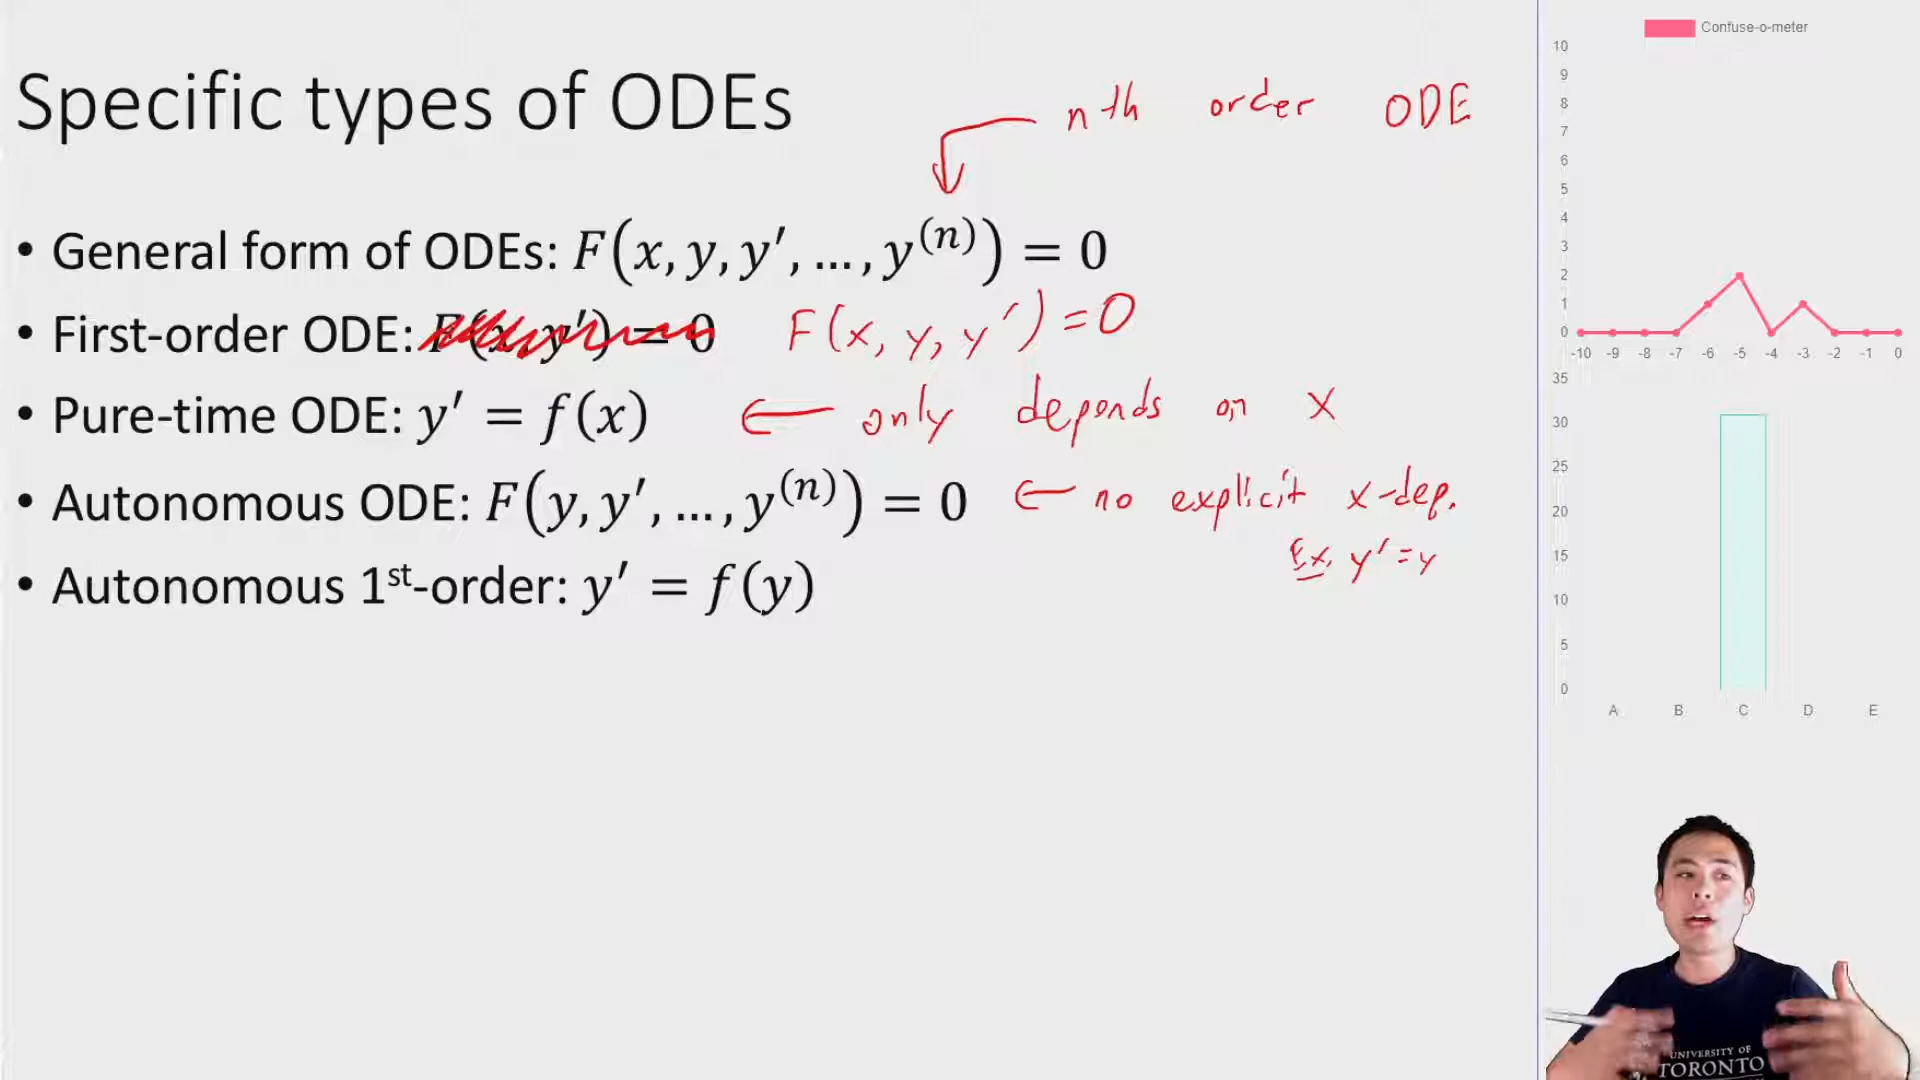 Specific types of ODEs
nth order ODE
• General form of ODEs: F(x, y, y′, … , y⁽ⁿ⁾) = 0
• First-order ODE: F(x, y′) = 0 F(x, y, y′) = 0
• Pure-time ODE: y′ = f(x) ← only depends on x
• Autonomous ODE: F(y, y′, … , y⁽ⁿ⁾) = 0 ← no explicit x-dep.
Ex. y′ = y
• Autonomous 1st-order: y′ = f(y)
Confuse-o-meter
10
9
8
7
6
5
4
3
2
1
0
-10 -9 -8 -7 -6 -5 -4 -3 -2 -1 0
35
30
25
20
15
10
5
0
A B C D E
UNIVERSITY OF
TORONTO